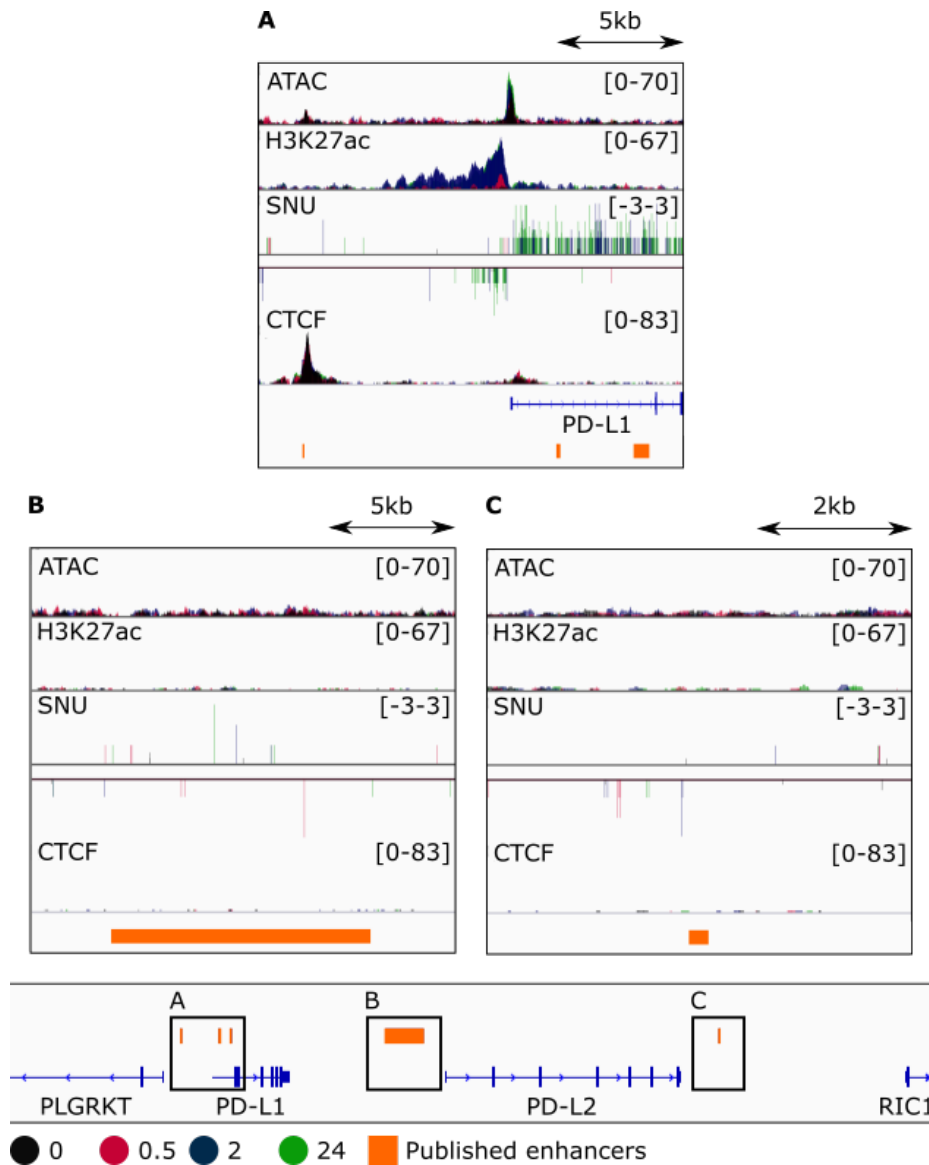 A
5kb
ATAC [0-70]
H3K27ac [0-67]
SNU [-3-3]
CTCF [0-83]
PD-L1
B
5kb
ATAC [0-70]
H3K27ac [0-67]
SNU [-3-3]
CTCF [0-83]
C
2kb
ATAC [0-70]
H3K27ac [0-67]
SNU [-3-3]
CTCF [0-83]
A B C
PLGRKT PD-L1 PD-L2 RIC1
0 0.5 2 24 Published enhancers